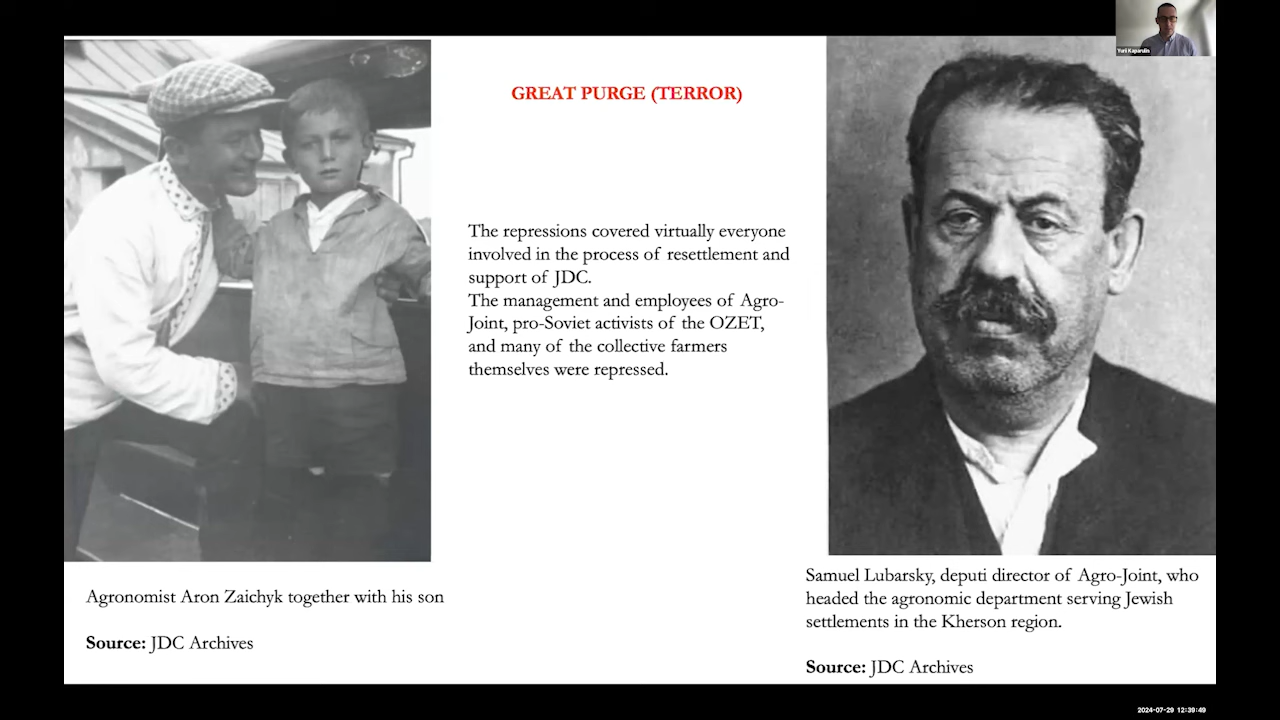 Yurii Kaparulin
GREAT PURGE (TERROR)
The repressions covered virtually everyone
involved in the process of resettlement and
support of JDC.
The management and employees of Agro-
Joint, pro-Soviet activists of the OZET,
and many of the collective farmers
themselves were repressed.
Agronomist Aron Zaichyk together with his son
Source: JDC Archives
Samuel Lubarsky, deputi director of Agro-Joint, who
headed the agronomic department serving Jewish
settlements in the Kherson region.
Source: JDC Archives
2024-07-29 12:39:49